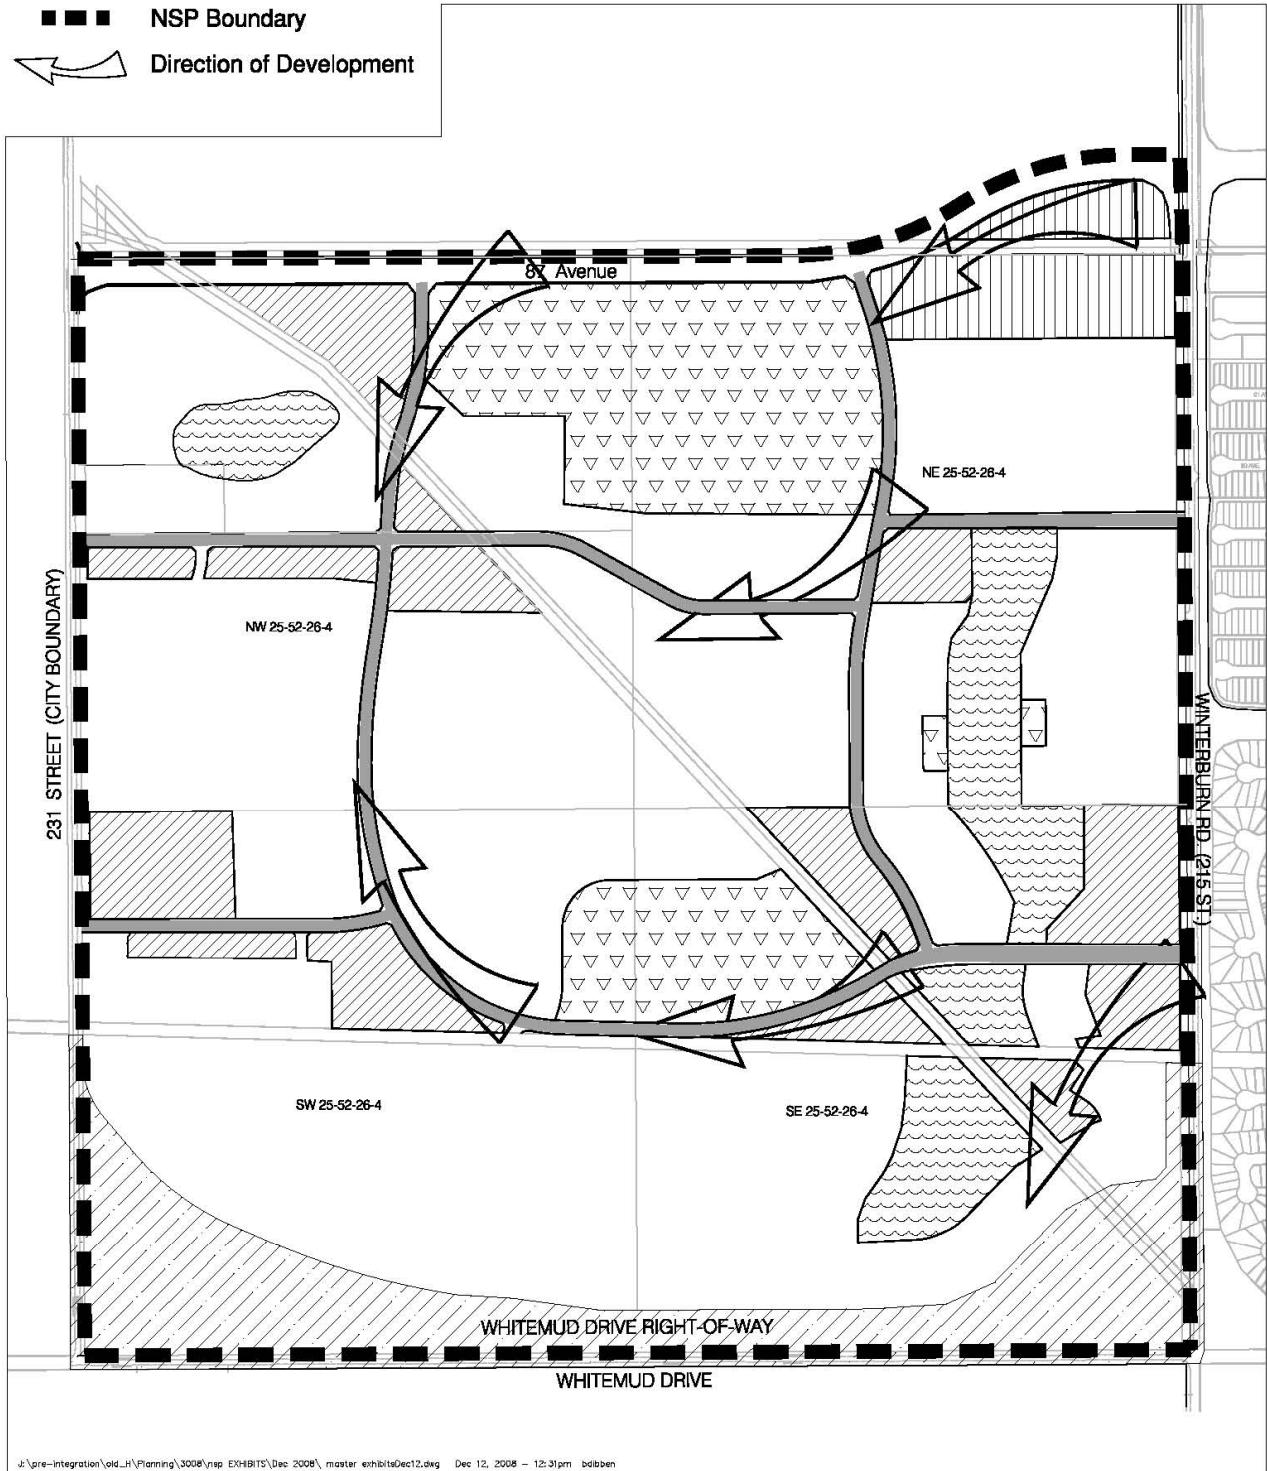 NSP Boundary
Direction of Development
87 Avenue
NE 25-52-26-4
NW 25-52-26-4
231 STREET (CITY BOUNDARY)
WINTERBURN RD. (215 ST.)
SW 25-52-26-4
SE 25-52-26-4
WHITEMUD DRIVE RIGHT-OF-WAY
WHITEMUD DRIVE
J:\pre-integration\old_H\Planning\3008\nsp EXHIBITS\Dec 2008\ master exhibitsDec12.dwg Dec 12, 2008 - 12:31pm bdibben